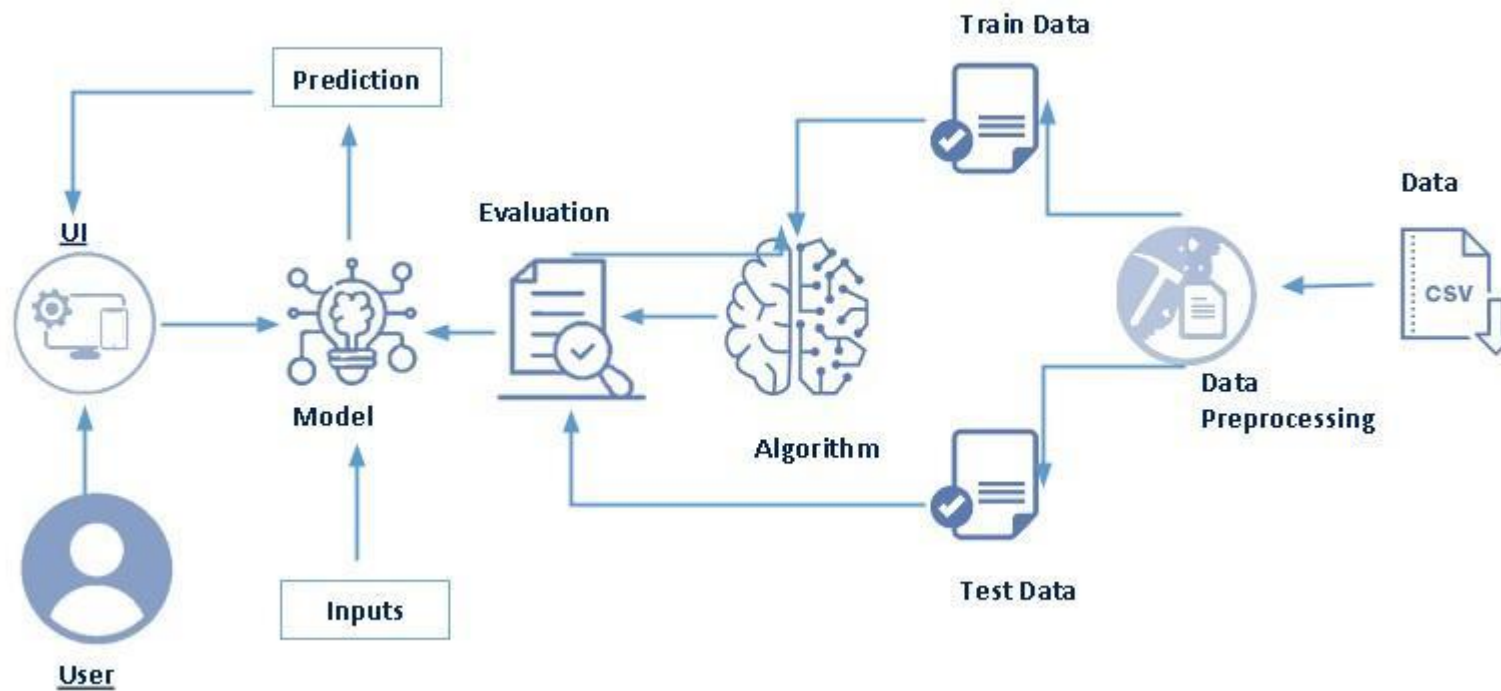 Train Data
Prediction
Data
Evaluation
UI
CSV
Data
Preprocessing
Model
Algorithm
Test Data
Inputs
User